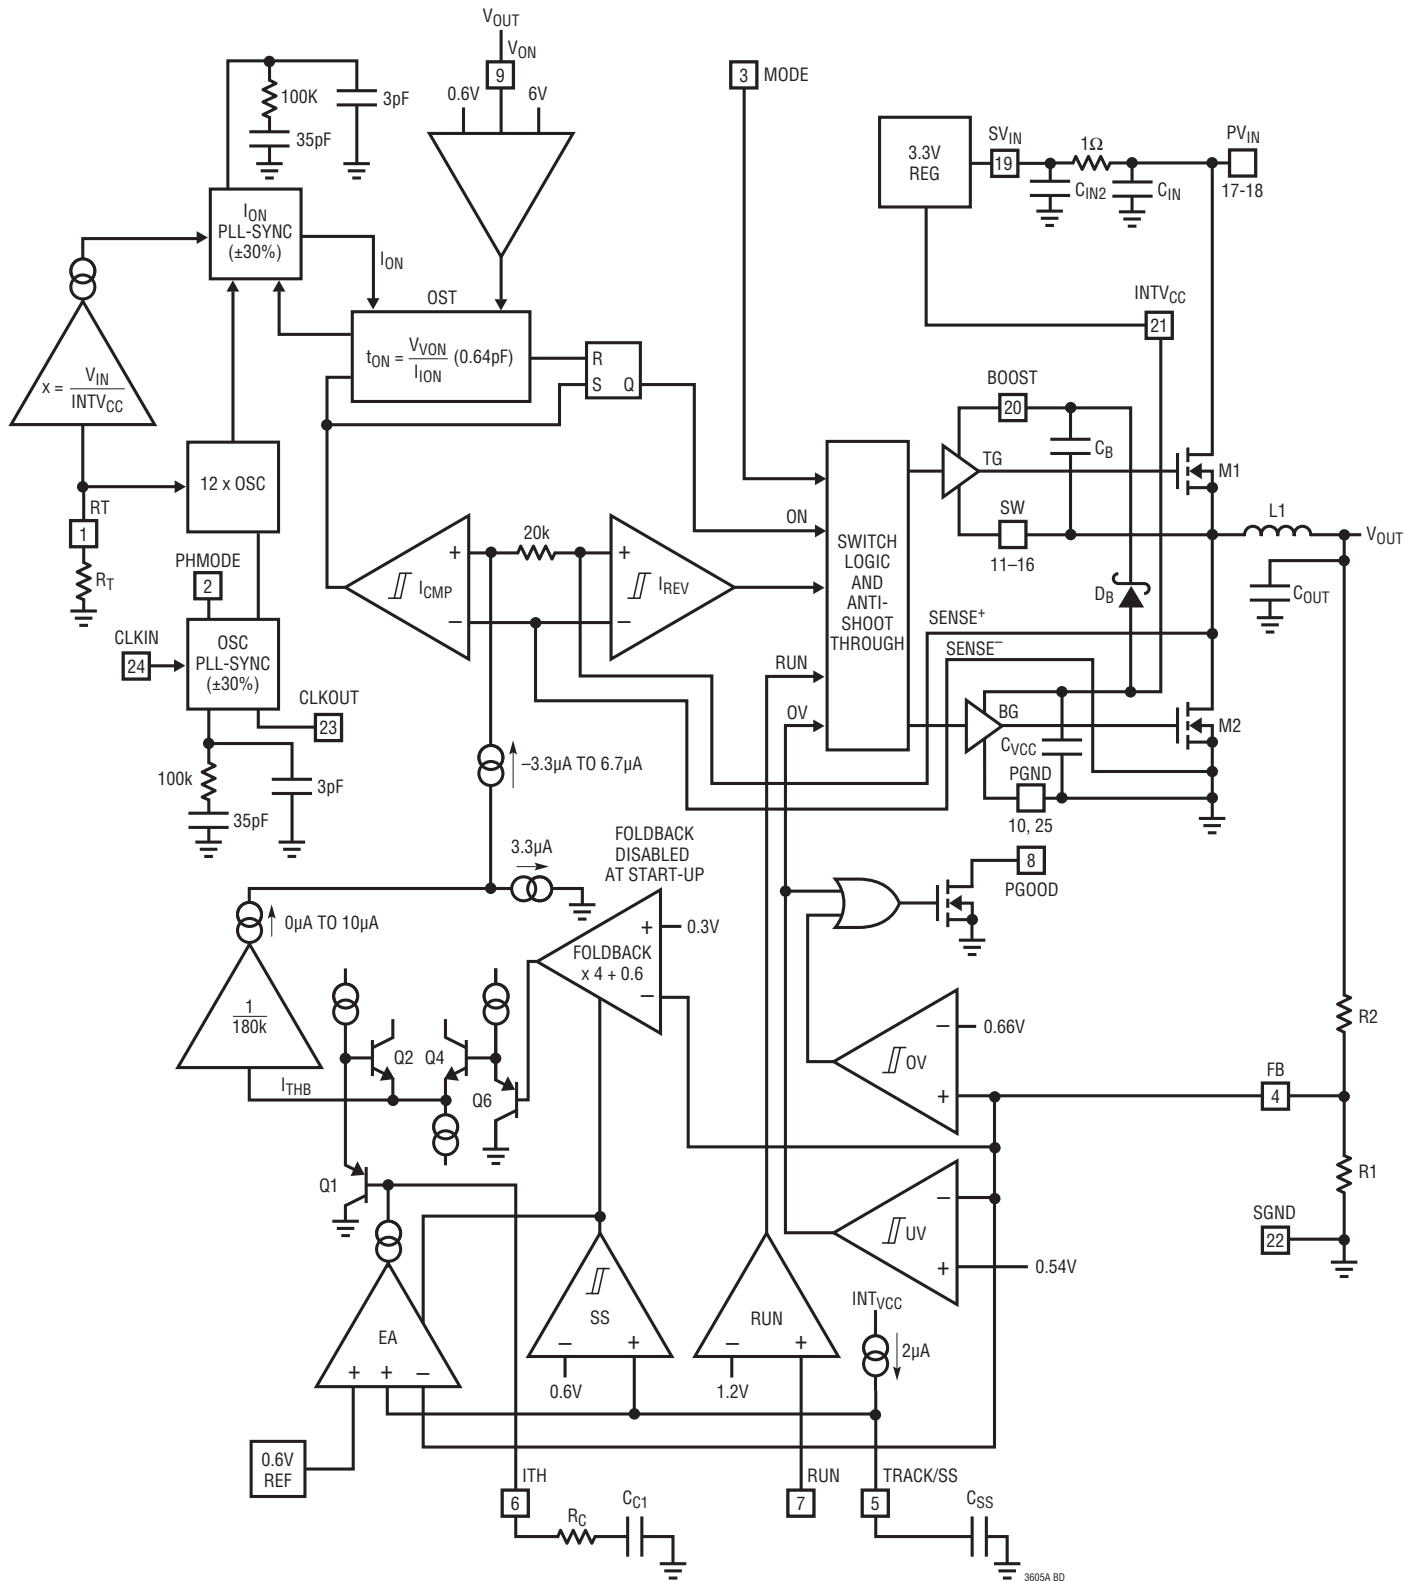 VOUT
VON
9
0.6V
6V
3 MODE
100K
3pF
35pF
3.3V
REG
SVIN
19
1Ω
PVIN
17-18
CIN2
CIN
ION
PLL-SYNC
(±30%)
ION
OST
tON = VVON
IION
(0.64pF)
R
S Q
INTVCC
21
x = VIN
INTVCC
BOOST
20
CB
TG
M1
12 x OSC
RT
1
RT
PHMODE
2
SW
11–16
L1
VOUT
COUT
ON
SWITCH
LOGIC
AND
ANTI-
SHOOT
THROUGH
20k
+
–
ICMP
+
–
IREV
DB
SENSE+
SENSE–
CLKIN
24
OSC
PLL-SYNC
(±30%)
CLKOUT
23
RUN
OV
BG
M2
CVCC
PGND
10, 25
100k
3pF
35pF
–3.3µA TO 6.7µA
3.3µA
FOLDBACK
DISABLED
AT START-UP
8
PGOOD
0µA TO 10µA
+
0.3V
FOLDBACK
x 4 + 0.6
–
1
180k
ITHB
Q2
Q4
Q6
–
0.66V
OV
+
R2
FB
4
Q1
–
UV
+
0.54V
R1
SGND
22
EA
+ + –
SS
– +
0.6V
RUN
– +
1.2V
INTVCC
2µA
0.6V
REF
ITH
6
RC
CC1
RUN
7
TRACK/SS
5
CSS
3605A BD